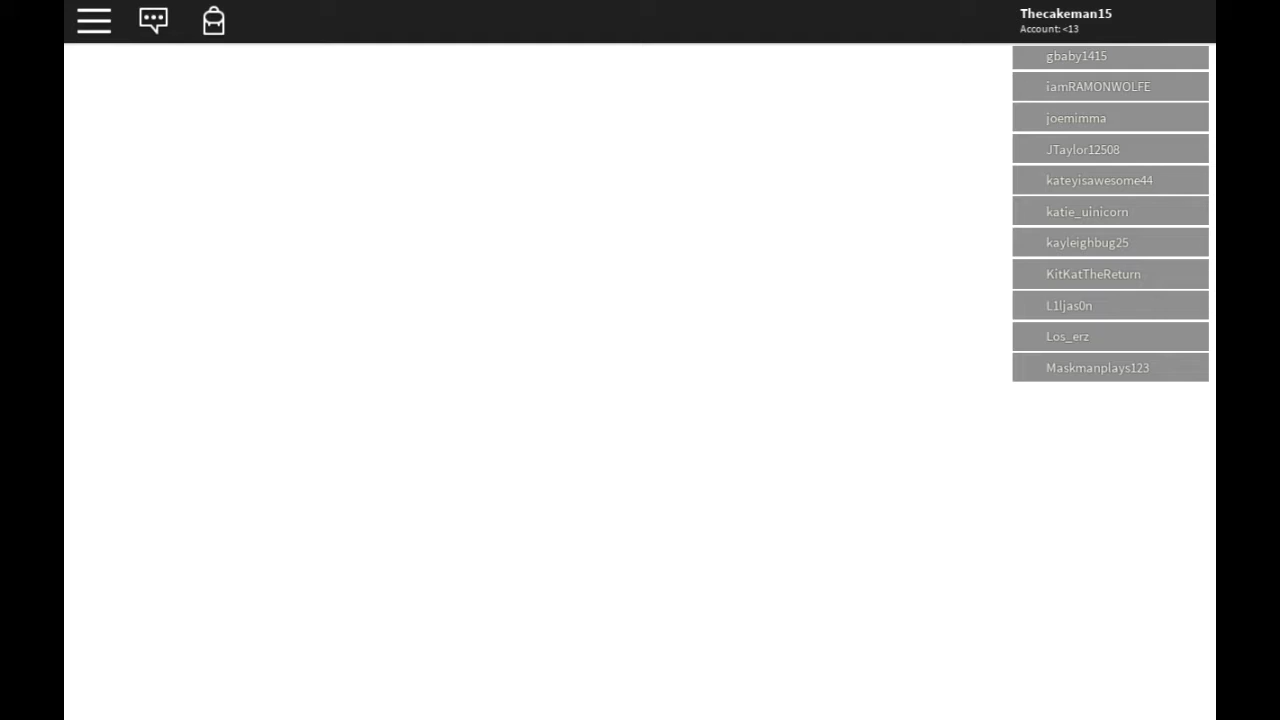 Thecakeman15
Account: <13
gbaby1415
iamRAMONWOLFE
joemimma
JTaylor12508
kateyisawesome44
katie_uinicorn
kayleighbug25
KitKatTheReturn
L1ljas0n
Los_erz
Maskmanplays123